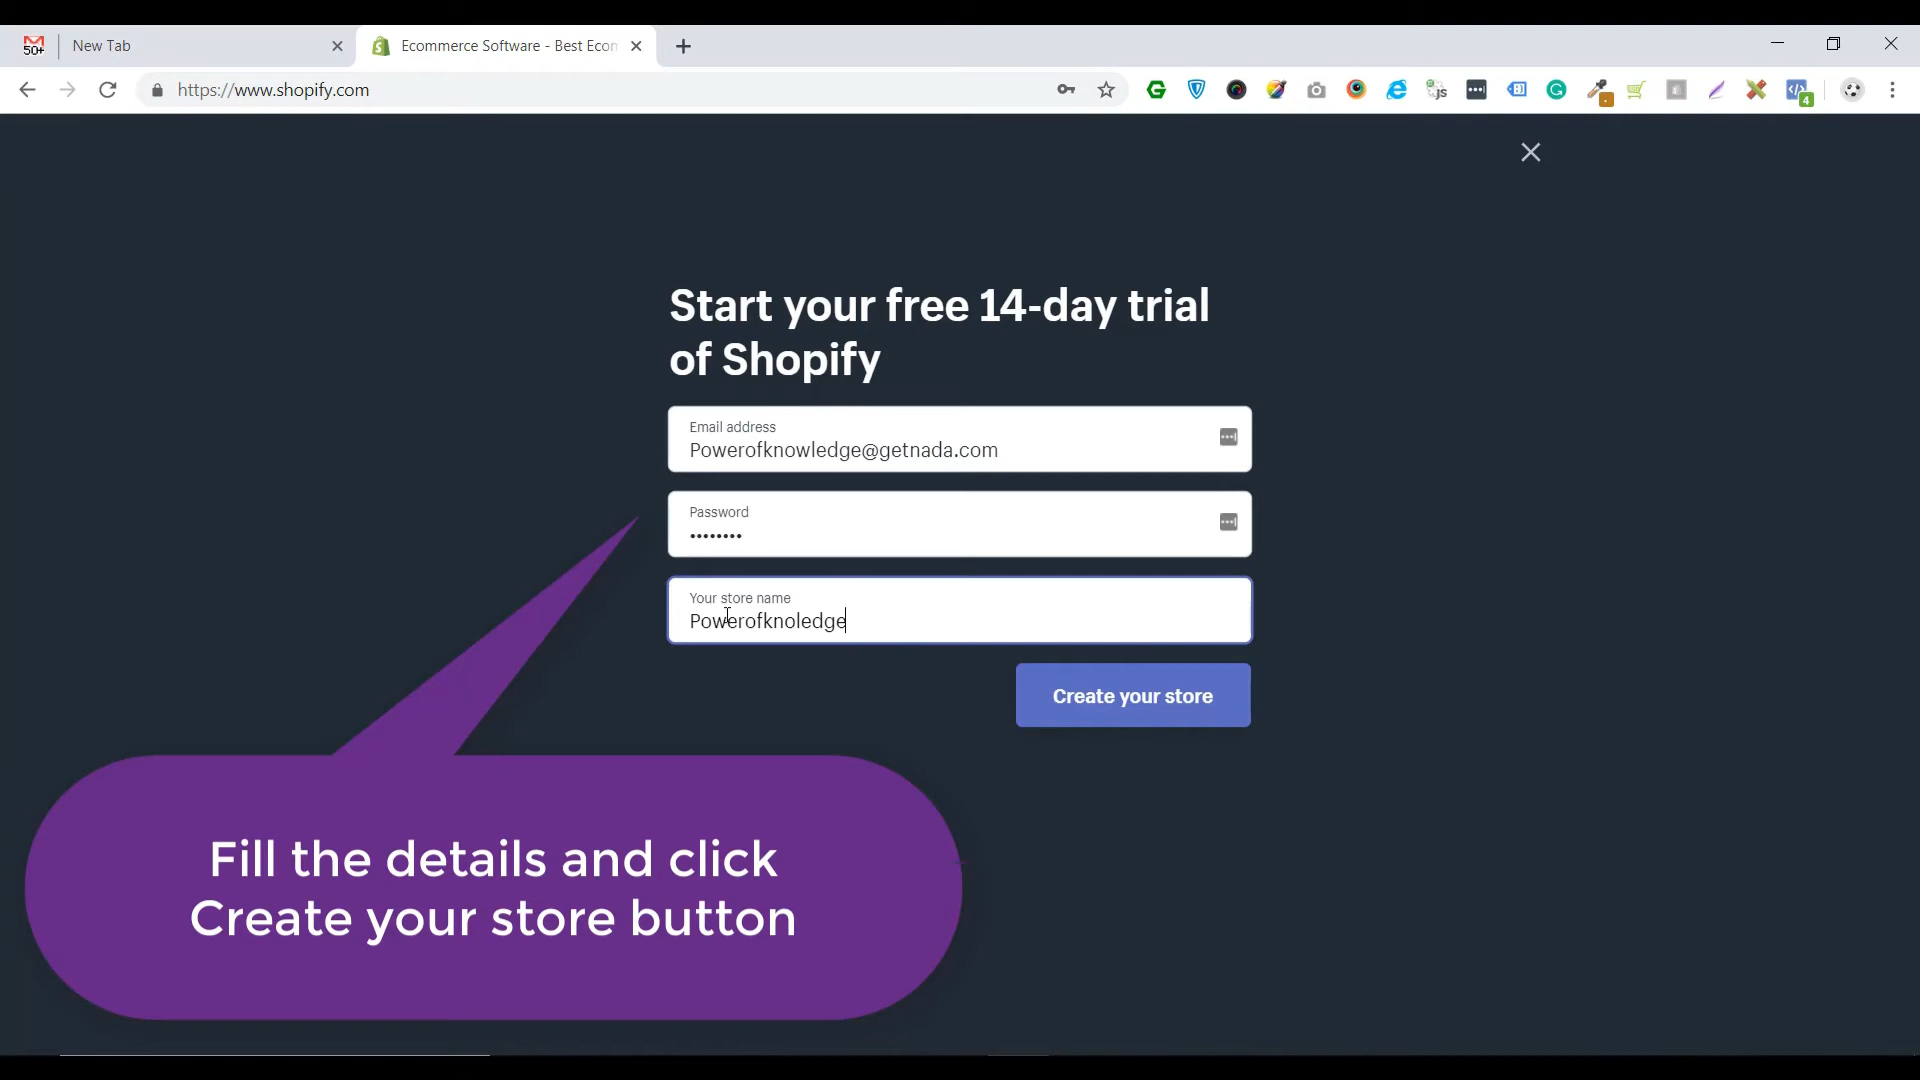 50+
New Tab
Ecommerce Software - Best Econ
https://www.shopify.com
4
Start your free 14-day trial
of Shopify
Email address
Powerofknowledge@getnada.com
Password
••••••••
Your store name
Powerofknoledge
Create your store
Fill the details and click
Create your store button